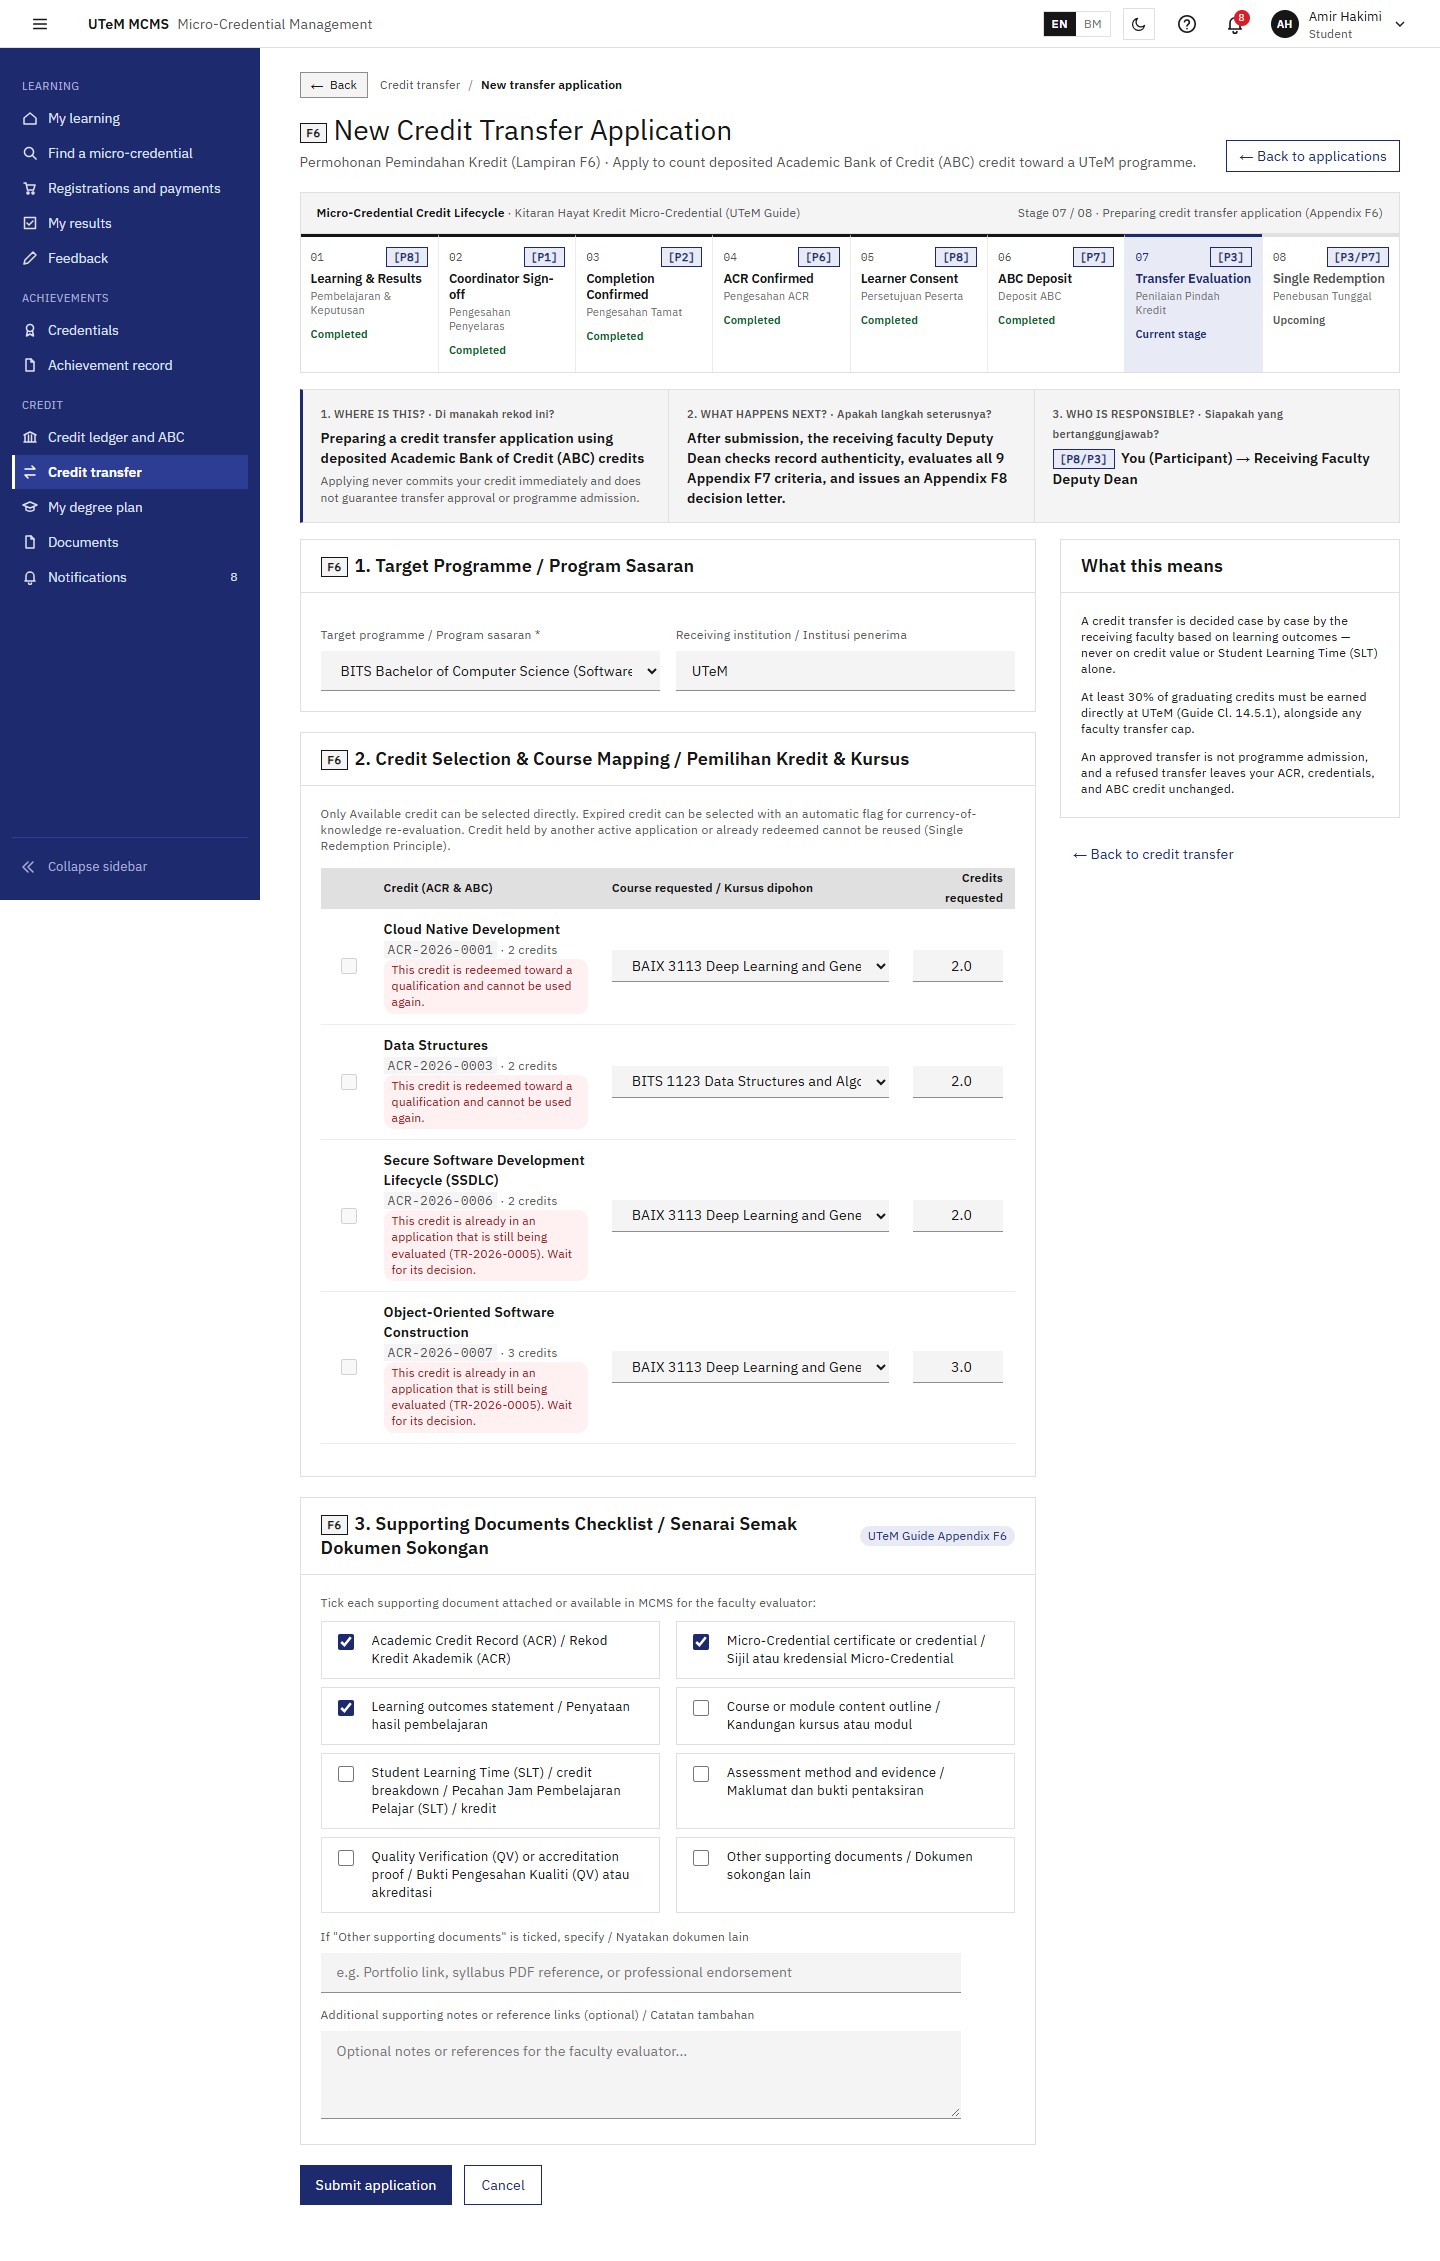 UTeM MCMS Micro-Credential Management
EN BM
8
AH
Amir Hakimi
Student
LEARNING
My learning
Find a micro-credential
Registrations and payments
My results
Feedback
ACHIEVEMENTS
Credentials
Achievement record
CREDIT
Credit ledger and ABC
Credit transfer
My degree plan
Documents
Notifications 8
Collapse sidebar
← Back Credit transfer / New transfer application
F6 New Credit Transfer Application
Permohonan Pemindahan Kredit (Lampiran F6) · Apply to count deposited Academic Bank of Credit (ABC) credit toward a UTeM programme.
← Back to applications
Micro-Credential Credit Lifecycle · Kitaran Hayat Kredit Micro-Credential (UTeM Guide)
Stage 07 / 08 · Preparing credit transfer application (Appendix F6)
01 [P8]
Learning & Results
Pembelajaran &
Keputusan
Completed
02 [P1]
Coordinator Sign-
off
Pengesahan
Penyelaras
Completed
03 [P2]
Completion
Confirmed
Pengesahan Tamat
Completed
04 [P6]
ACR Confirmed
Pengesahan ACR
Completed
05 [P8]
Learner Consent
Persetujuan Peserta
Completed
06 [P7]
ABC Deposit
Deposit ABC
Completed
07 [P3]
Transfer Evaluation
Penilaian Pindah
Kredit
Current stage
08 [P3/P7]
Single Redemption
Penebusan Tunggal
Upcoming
1. WHERE IS THIS? · Di manakah rekod ini?
Preparing a credit transfer application using
deposited Academic Bank of Credit (ABC) credits
Applying never commits your credit immediately and does
not guarantee transfer approval or programme admission.
2. WHAT HAPPENS NEXT? · Apakah langkah seterusnya?
After submission, the receiving faculty Deputy
Dean checks record authenticity, evaluates all 9
Appendix F7 criteria, and issues an Appendix F8
decision letter.
3. WHO IS RESPONSIBLE? · Siapakah yang
bertanggungjawab?
[P8/P3] You (Participant) → Receiving Faculty
Deputy Dean
F6 1. Target Programme / Program Sasaran
Target programme / Program sasaran *
BITS Bachelor of Computer Science (Software
Receiving institution / Institusi penerima
UTeM
F6 2. Credit Selection & Course Mapping / Pemilihan Kredit & Kursus
Only Available credit can be selected directly. Expired credit can be selected with an automatic flag for currency-of-
knowledge re-evaluation. Credit held by another active application or already redeemed cannot be reused (Single
Redemption Principle).
Credit (ACR & ABC) Course requested / Kursus dipohon Credits
requested
Cloud Native Development
ACR-2026-0001 · 2 credits
This credit is redeemed toward a
qualification and cannot be used
again.
BAIX 3113 Deep Learning and Gene
2.0
Data Structures
ACR-2026-0003 · 2 credits
This credit is redeemed toward a
qualification and cannot be used
again.
BITS 1123 Data Structures and Algo
2.0
Secure Software Development
Lifecycle (SSDLC)
ACR-2026-0006 · 2 credits
This credit is already in an
application that is still being
evaluated (TR-2026-0005). Wait
for its decision.
BAIX 3113 Deep Learning and Gene
2.0
Object-Oriented Software
Construction
ACR-2026-0007 · 3 credits
This credit is already in an
application that is still being
evaluated (TR-2026-0005). Wait
for its decision.
BAIX 3113 Deep Learning and Gene
3.0
F6 3. Supporting Documents Checklist / Senarai Semak
Dokumen Sokongan
UTeM Guide Appendix F6
Tick each supporting document attached or available in MCMS for the faculty evaluator:
Academic Credit Record (ACR) / Rekod
Kredit Akademik (ACR)
Micro-Credential certificate or credential /
Sijil atau kredensial Micro-Credential
Learning outcomes statement / Penyataan
hasil pembelajaran
Course or module content outline /
Kandungan kursus atau modul
Student Learning Time (SLT) / credit
breakdown / Pecahan Jam Pembelajaran
Pelajar (SLT) / kredit
Assessment method and evidence /
Maklumat dan bukti pentaksiran
Quality Verification (QV) or accreditation
proof / Bukti Pengesahan Kualiti (QV) atau
akreditasi
Other supporting documents / Dokumen
sokongan lain
If "Other supporting documents" is ticked, specify / Nyatakan dokumen lain
e.g. Portfolio link, syllabus PDF reference, or professional endorsement
Additional supporting notes or reference links (optional) / Catatan tambahan
Optional notes or references for the faculty evaluator...
Submit application Cancel
What this means
A credit transfer is decided case by case by the
receiving faculty based on learning outcomes —
never on credit value or Student Learning Time (SLT)
alone.
At least 30% of graduating credits must be earned
directly at UTeM (Guide Cl. 14.5.1), alongside any
faculty transfer cap.
An approved transfer is not programme admission,
and a refused transfer leaves your ACR, credentials,
and ABC credit unchanged.
← Back to credit transfer